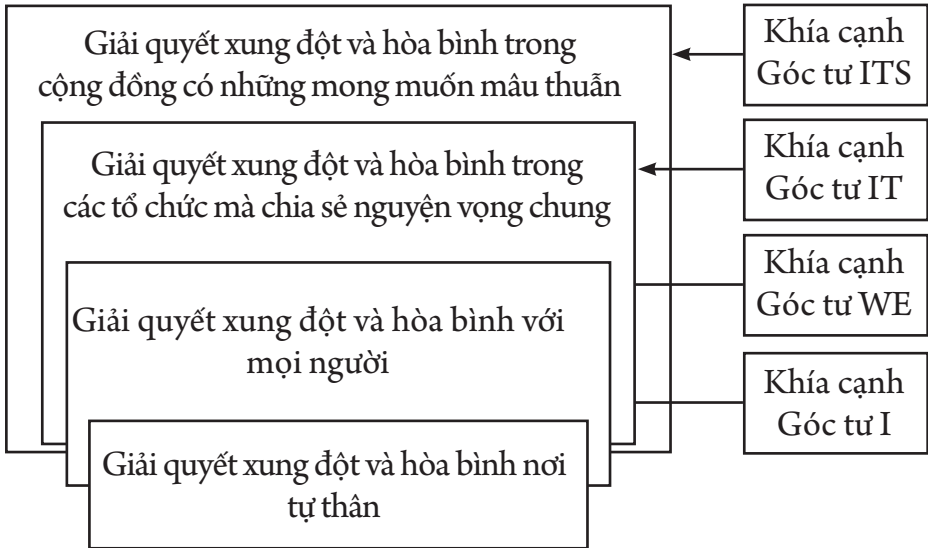 Giải quyết xung đột và hòa bình trong
cộng đồng có những mong muốn mâu thuẫn
Khía cạnh
Góc tư ITS
Giải quyết xung đột và hòa bình trong
các tổ chức mà chia sẻ nguyện vọng chung
Khía cạnh
Góc tư IT
Giải quyết xung đột và hòa bình với
mọi người
Khía cạnh
Góc tư WE
Giải quyết xung đột và hòa bình nơi
tự thân
Khía cạnh
Góc tư I